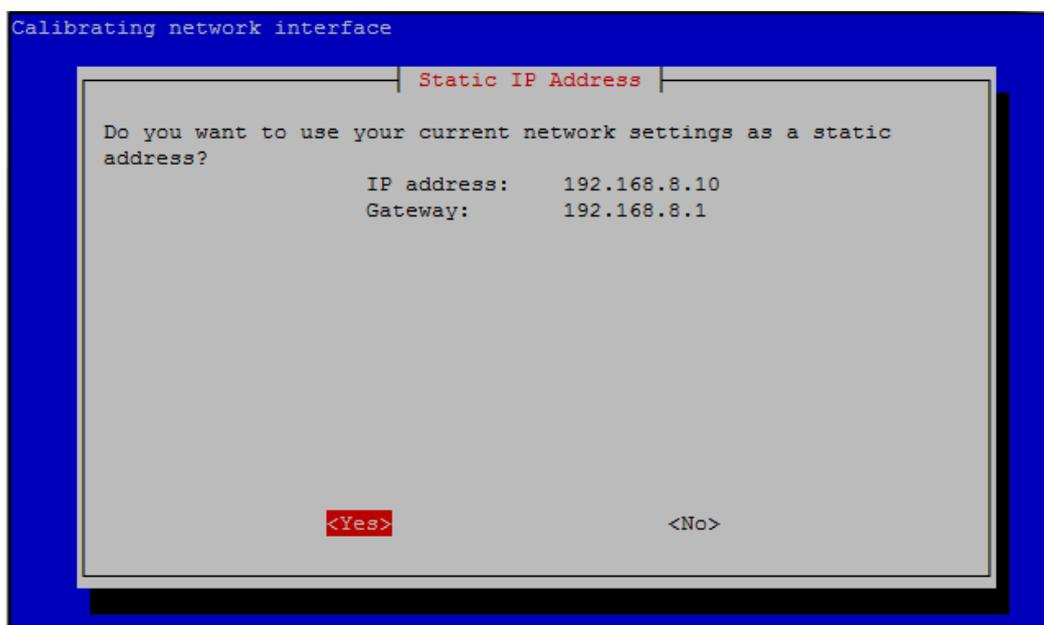 Calibrating network interface
Static IP Address
Do you want to use your current network settings as a static
address?
IP address: 192.168.8.10
Gateway: 192.168.8.1
<Yes> <No>